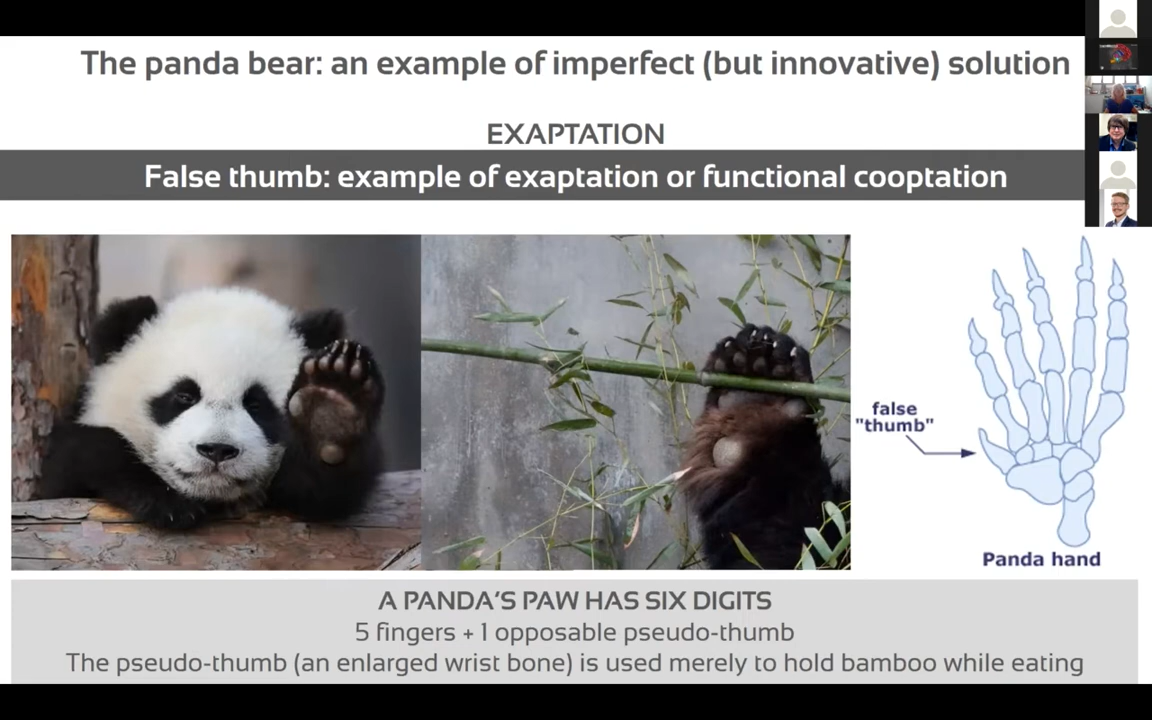 The panda bear: an example of imperfect (but innovative) solution
EXAPTATION
False thumb: example of exaptation or functional cooptation
false
"thumb"
Panda hand
A PANDA'S PAW HAS SIX DIGITS
5 fingers + 1 opposable pseudo-thumb
The pseudo-thumb (an enlarged wrist bone) is used merely to hold bamboo while eating